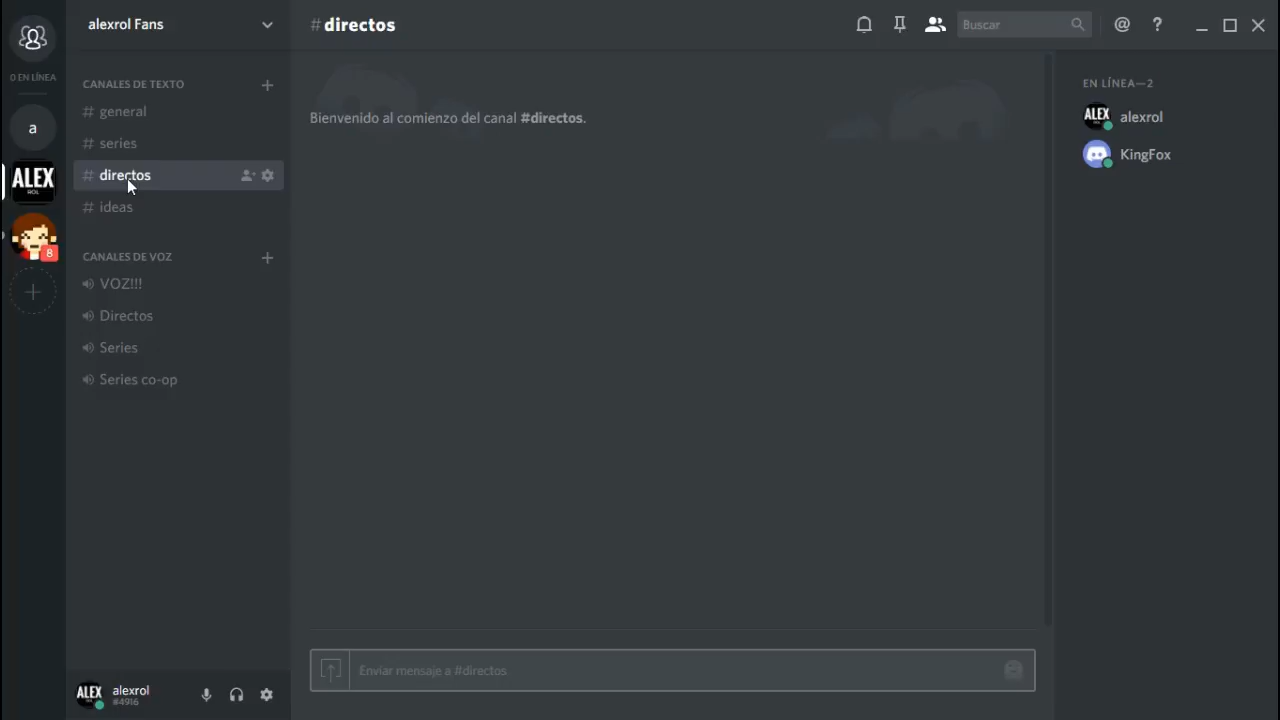 0 EN LÍNEA
a
ALEX
ROL
8
alexrol Fans
CANALES DE TEXTO
# general
# series
# directos
# ideas
CANALES DE VOZ
VOZ!!!
Directos
Series
Series co-op
ALEX
alexrol
#4916
#directos
Buscar
Bienvenido al comienzo del canal #directos.
Enviar mensaje a #directos
EN LÍNEA—2
ALEX
ROL
alexrol
KingFox